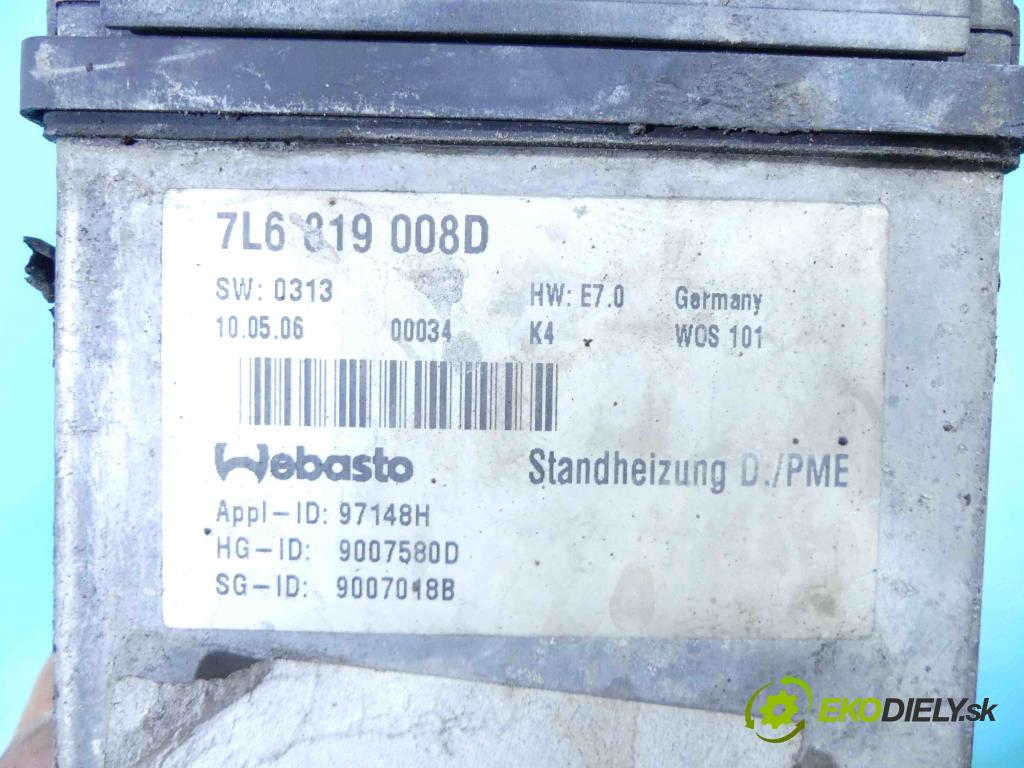 7L6 819 008D
SW: 0313 HW: E7.0 Germany
10.05.06 00034 K4 WOS 101
Webasto Standheizung D./PME
Appl-ID: 97148H
HG-ID: 9007580D
SG-ID: 9007018B
EKODIELY.sk